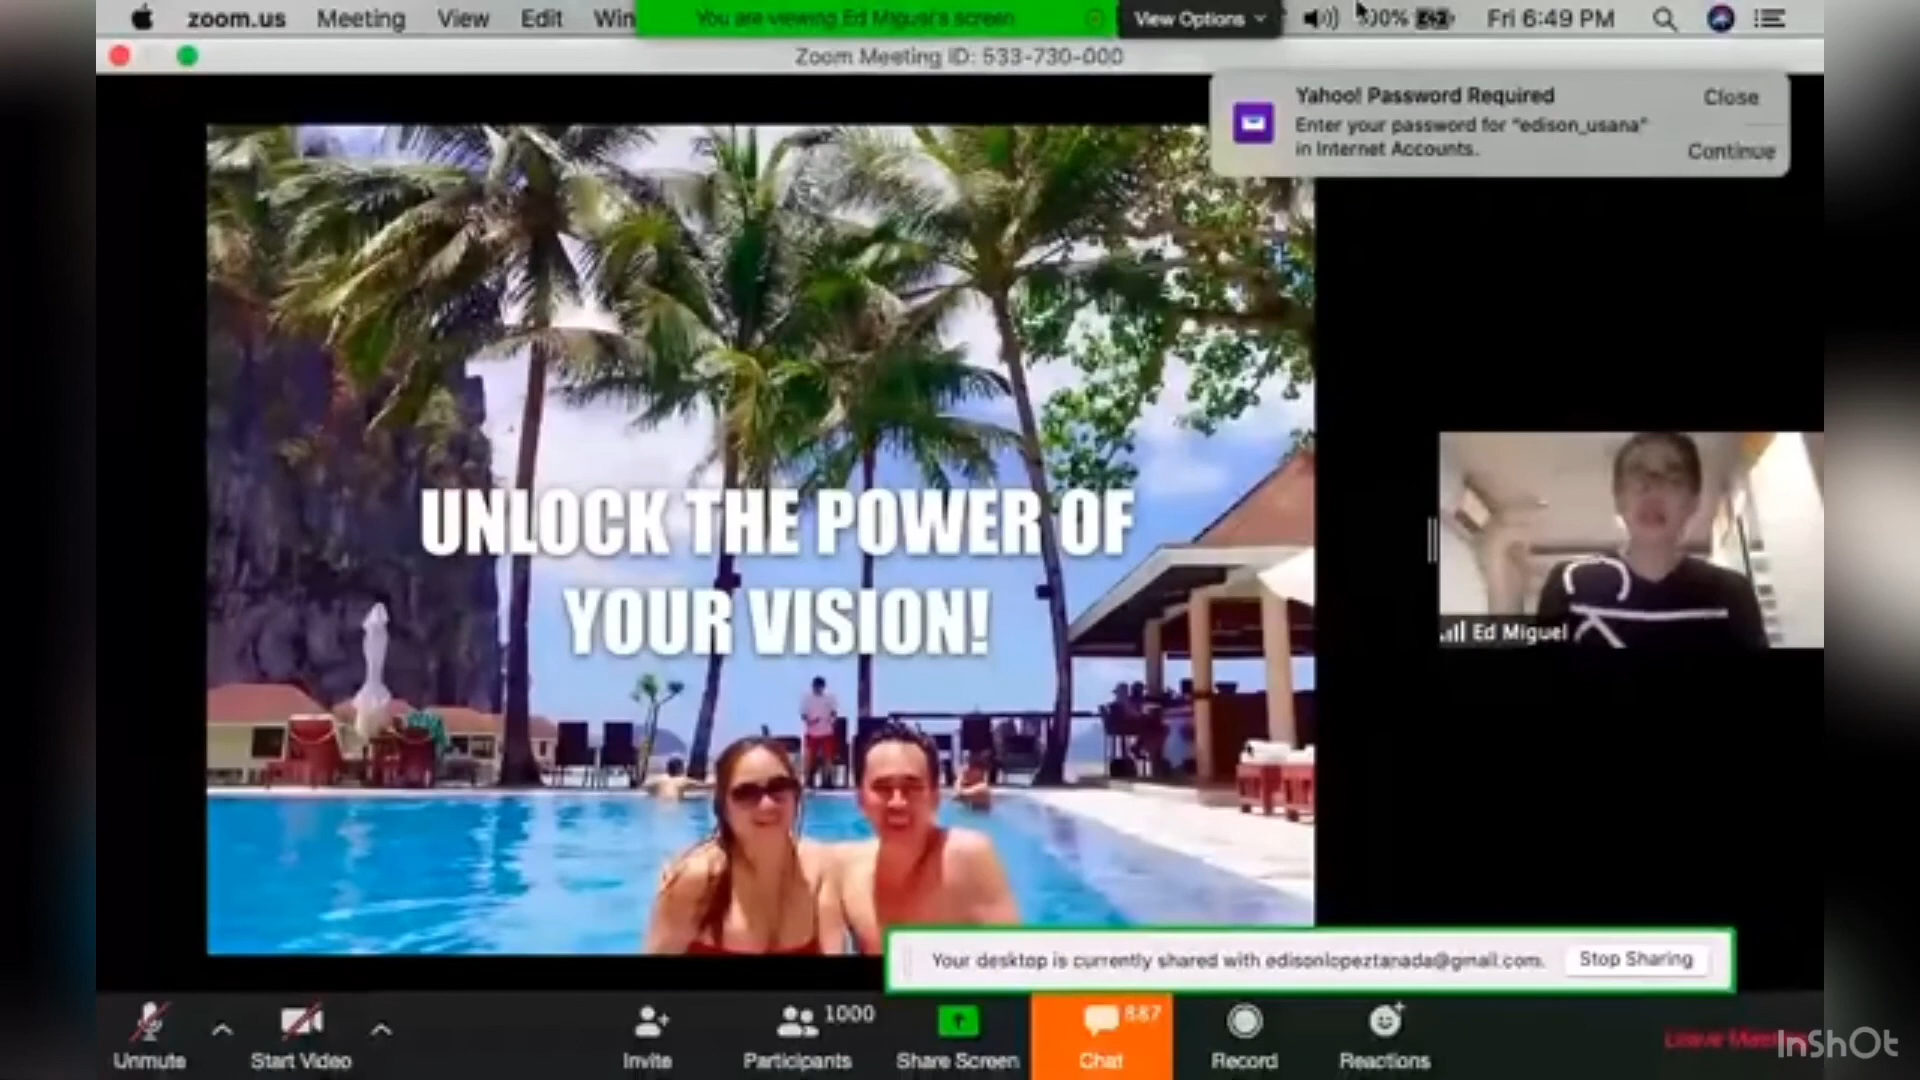 zoom.us Meeting View Edit Win
You are viewing Ed Miguel's screen
View Options
100%
Fri 6:49 PM
Zoom Meeting ID: 533-730-000
Yahoo! Password Required
Close
Enter your password for "edison_usana"
in Internet Accounts.
Continue
UNLOCK THE POWER OF
YOUR VISION!
Ed Miguel
Your desktop is currently shared with edisonlopeztanada@gmail.com.
Stop Sharing
1000
887
Unmute
Start Video
Invite
Participants
Share Screen
Chat
Record
Reactions
Leave
InShOt